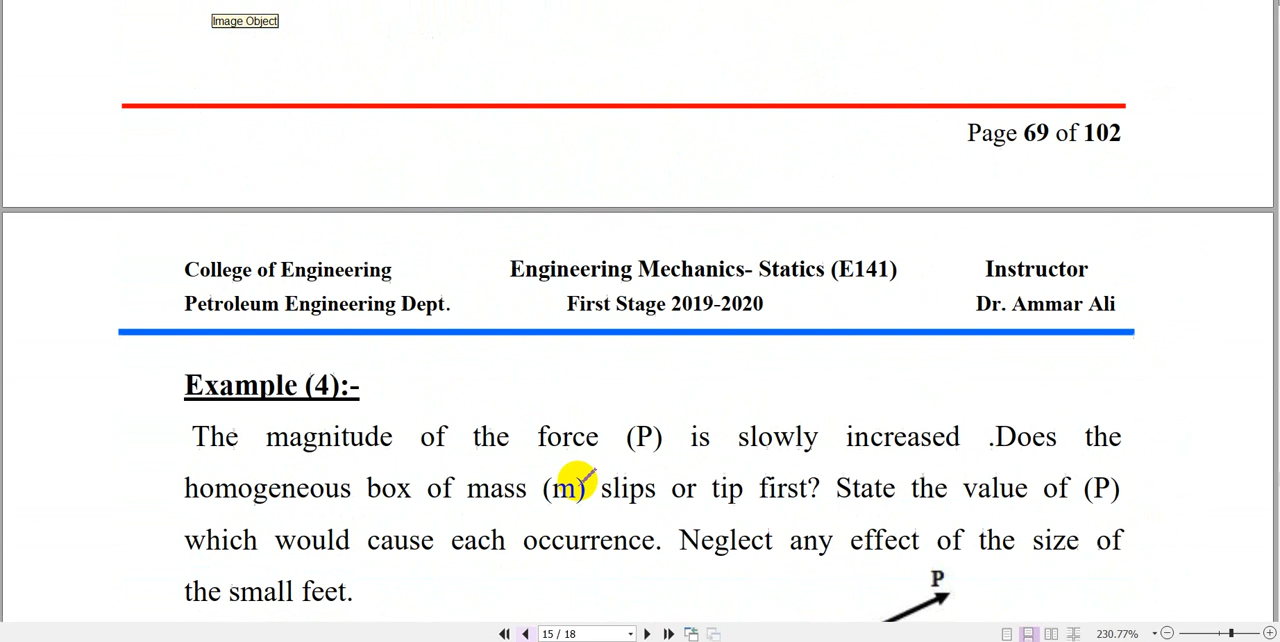 Image Object
Page 69 of 102
College of Engineering Engineering Mechanics- Statics (E141) Instructor
Petroleum Engineering Dept. First Stage 2019-2020 Dr. Ammar Ali
Example (4):-
The magnitude of the force (P) is slowly increased .Does the
homogeneous box of mass (m) slips or tip first? State the value of (P)
which would cause each occurrence. Neglect any effect of the size of
the small feet.
P
15 / 18 230.77%